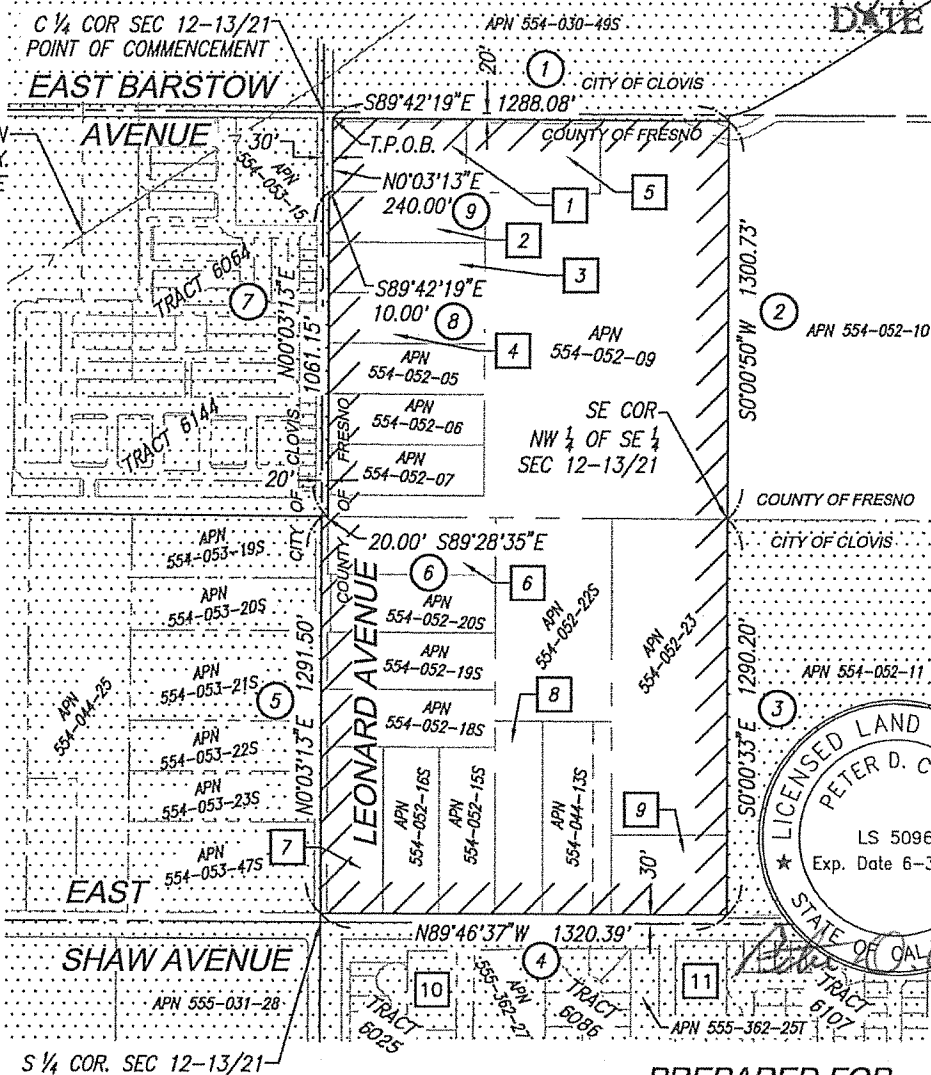 C ¼ COR SEC 12-13/21
POINT OF COMMENCEMENT
APN 554-030-49S
DATE
20'
1
CITY OF CLOVIS
EAST BARSTOW
AVENUE
S89°42'19"E 1288.08'
COUNTY OF FRESNO
T.P.O.B.
30'
APN
554-053-15
N0°03'13"E
240.00'
9
1
5
2
3
TRACT 6064
7
N00°03'13"E
1061.15'
S89°42'19"E
10.00'
8
4
APN
554-052-09
S0°00'50"W 1300.73'
2
APN 554-052-10
APN
554-052-05
APN
554-052-06
APN
554-052-07
TRACT 6144
20'
CITY OF CLOVIS
COUNTY OF FRESNO
SE COR
NW ¼ OF SE ¼
SEC 12-13/21
COUNTY OF FRESNO
CITY OF CLOVIS
20.00' S89°28'35"E
6
6
APN
554-053-19S
APN
554-053-20S
APN
554-053-21S
APN
554-053-22S
APN
554-053-23S
APN
554-053-47S
APN
554-044-25
5
N0°03'13"E 1291.50'
LEONARD AVENUE
APN
554-052-20S
APN
554-052-19S
APN
554-052-18S
APN
554-052-22S
APN
554-052-23
8
S0°00'33"E 1290.20'
APN 554-052-11
3
APN
554-052-16S
APN
554-052-15S
APN
554-044-13S
9
7
30'
LICENSED LAND
PETER D. C
LS 5096
Exp. Date 6-3
STATE OF CAL
EAST
SHAW AVENUE
N89°46'37"W 1320.39'
4
APN 555-031-28
TRACT
6025
10
APN
555-362-27
TRACT
6086
11
APN 555-362-25T
TRACT
6107
S ¼ COR. SEC 12-13/21
PREPARED FOR